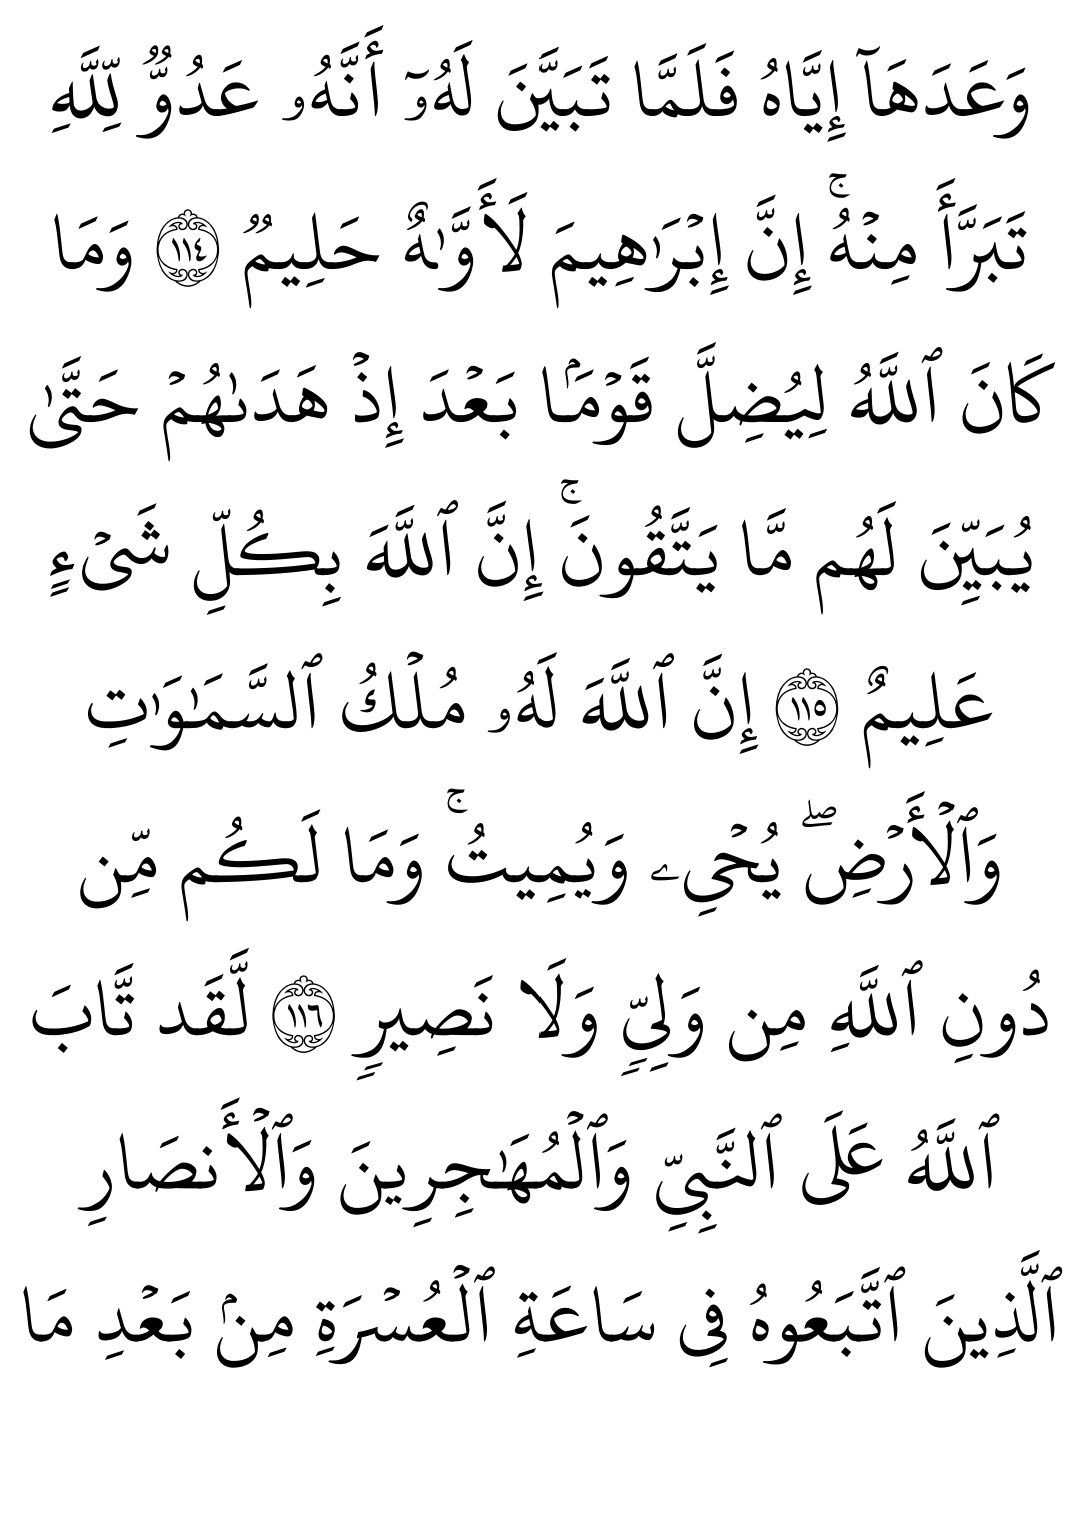 وَعَدَهَآ إِيَّاهُ فَلَمَّا تَبَيَّنَ لَهُۥٓ أَنَّهُۥ عَدُوٌّ لِّلَّهِ
تَبَرَّأَ مِنْهُ ۚ إِنَّ إِبْرَٰهِيمَ لَأَوَّٰهٌ حَلِيمٌ ۝١١٤ وَمَا
كَانَ ٱللَّهُ لِيُضِلَّ قَوْمًۢا بَعْدَ إِذْ هَدَىٰهُمْ حَتَّىٰ
يُبَيِّنَ لَهُم مَّا يَتَّقُونَ ۚ إِنَّ ٱللَّهَ بِكُلِّ شَىْءٍ
عَلِيمٌ ۝١١٥ إِنَّ ٱللَّهَ لَهُۥ مُلْكُ ٱلسَّمَٰوَٰتِ
وَٱلْأَرْضِ ۖ يُحْىِۦ وَيُمِيتُ ۚ وَمَا لَكُم مِّن
دُونِ ٱللَّهِ مِن وَلِىٍّ وَلَا نَصِيرٍ ۝١١٦ لَّقَد تَّابَ
ٱللَّهُ عَلَى ٱلنَّبِىِّ وَٱلْمُهَٰجِرِينَ وَٱلْأَنصَارِ
ٱلَّذِينَ ٱتَّبَعُوهُ فِى سَاعَةِ ٱلْعُسْرَةِ مِنۢ بَعْدِ مَا